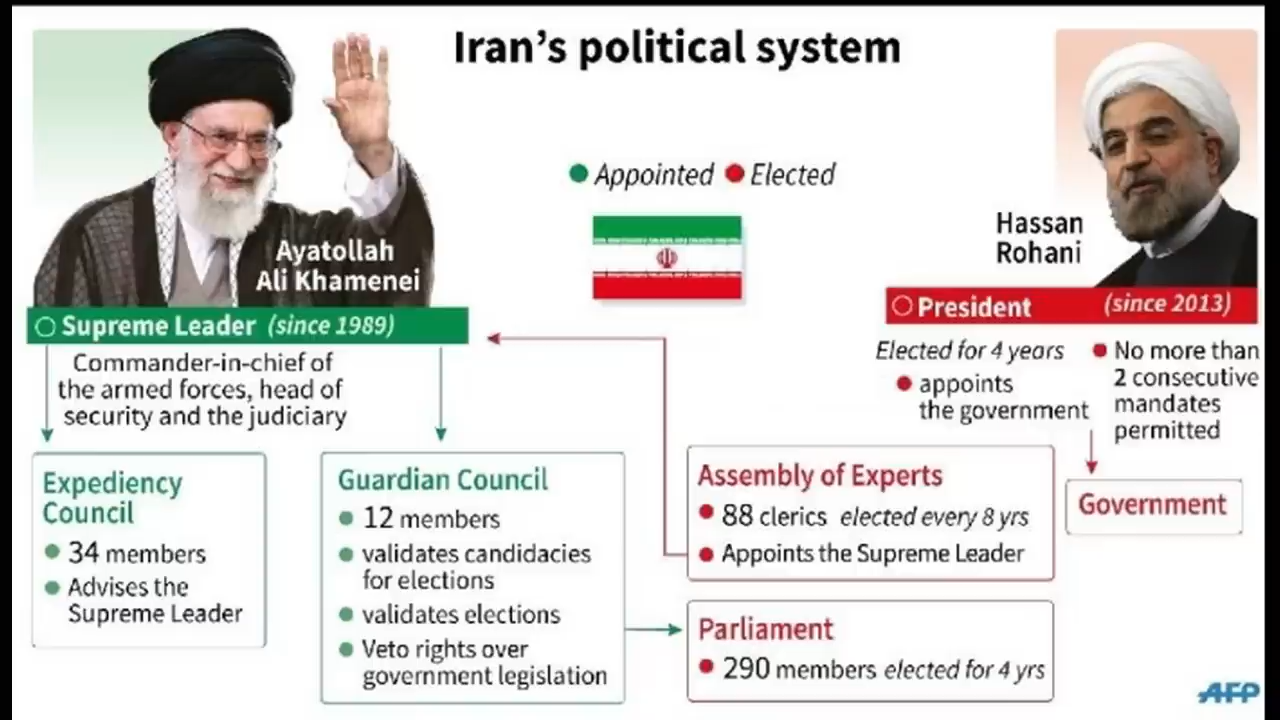 Iran's political system
Appointed
Elected
Ayatollah
Ali Khamenei
Supreme Leader (since 1989)
Commander-in-chief of
the armed forces, head of
security and the judiciary
Hassan
Rohani
President (since 2013)
Elected for 4 years
appoints
the government
No more than
2 consecutive
mandates
permitted
Expediency
Council
34 members
Advises the
Supreme Leader
Guardian Council
12 members
validates candidacies
for elections
validates elections
Veto rights over
government legislation
Assembly of Experts
88 clerics elected every 8 yrs
Appoints the Supreme Leader
Government
Parliament
290 members elected for 4 yrs
AFP